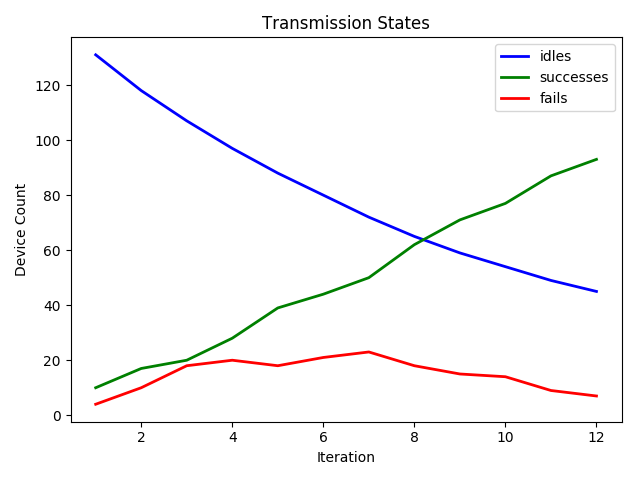 Transmission States
idles
successes
fails
Device Count
120
100
80
60
40
20
0
2 4 6 8 10 12
Iteration